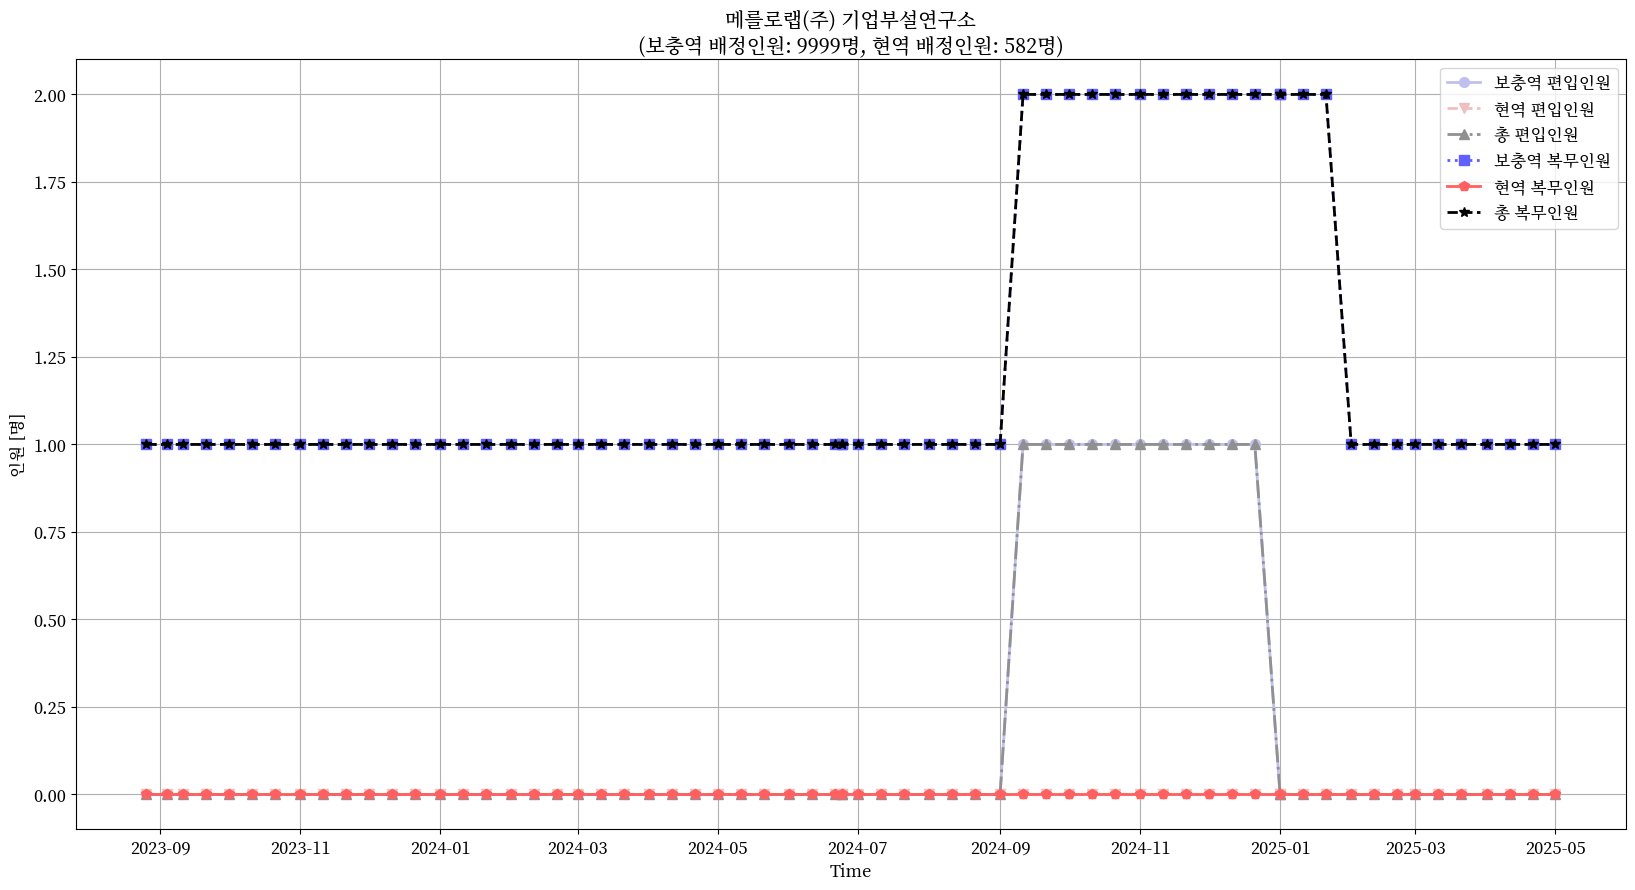 메를로랩(주) 기업부설연구소
(보충역 배정인원: 9999명, 현역 배정인원: 582명)
보충역 편입인원
현역 편입인원
총 편입인원
보충역 복무인원
현역 복무인원
총 복무인원
인원 [명]
2.00
1.75
1.50
1.25
1.00
0.75
0.50
0.25
0.00
2023-09
2023-11
2024-01
2024-03
2024-05
2024-07
2024-09
2024-11
2025-01
2025-03
2025-05
Time